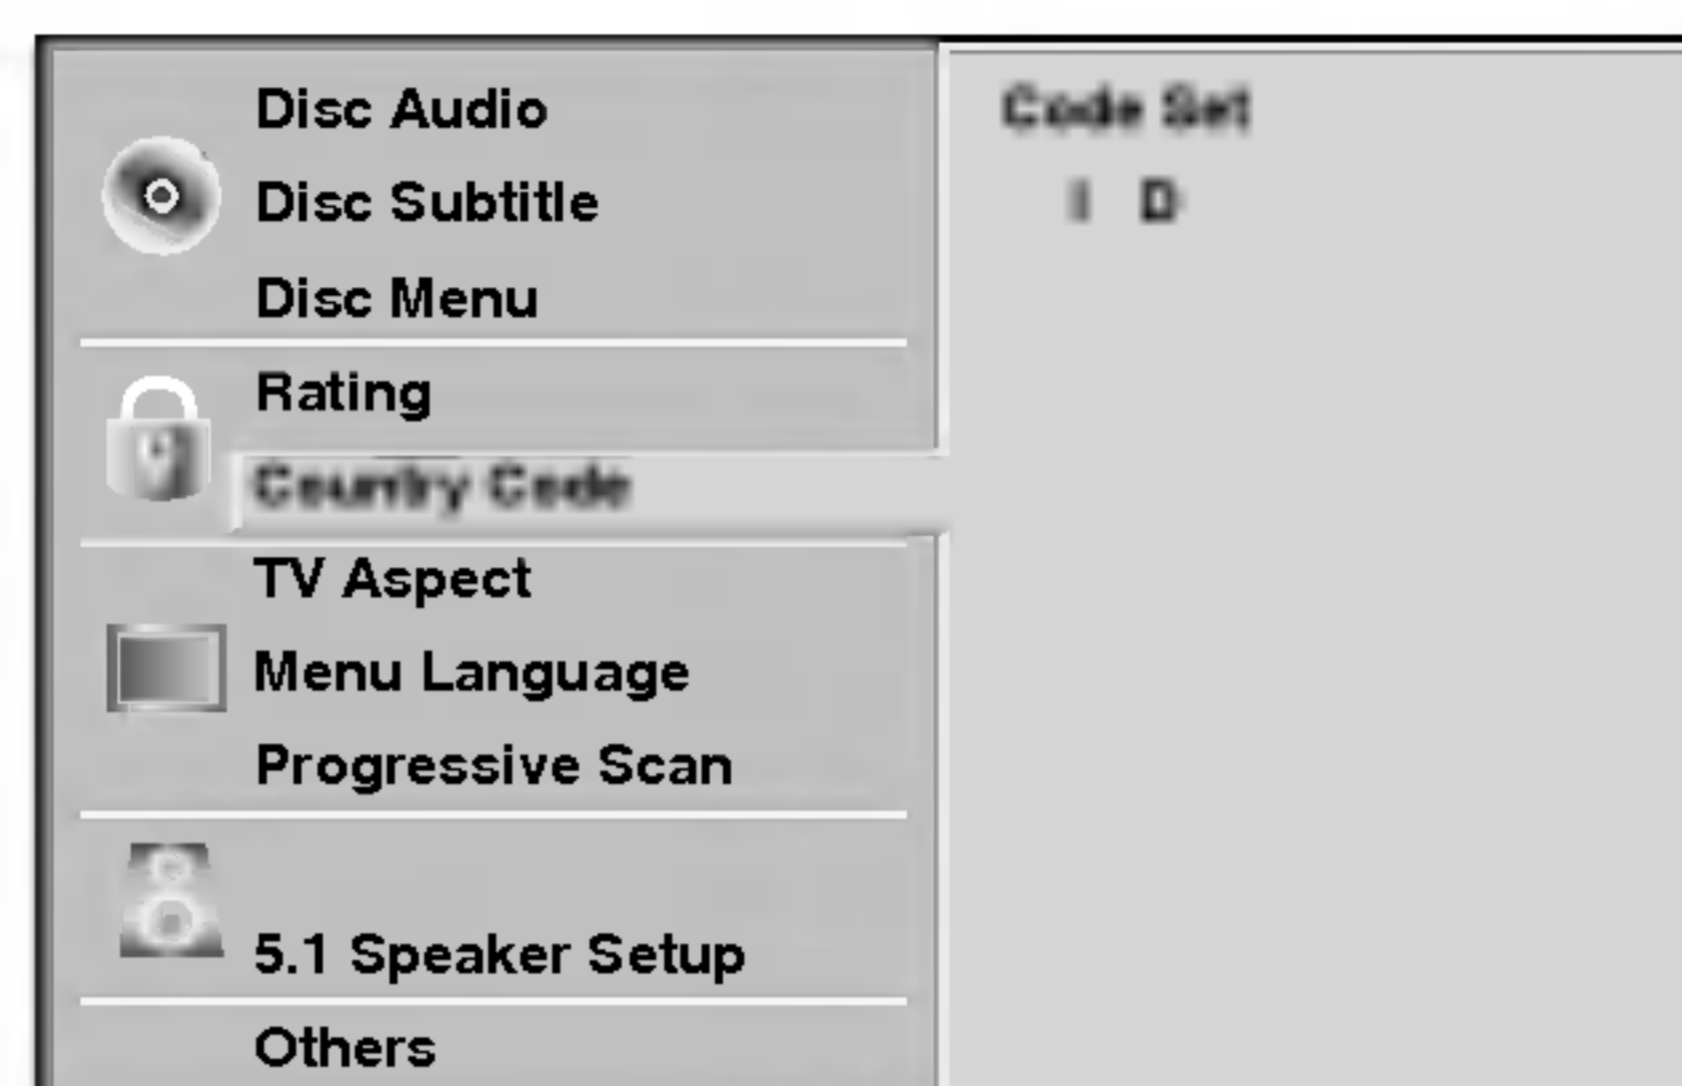 Disc Audio
Disc Subtitle
Disc Menu
Rating
Country Code
TV Aspect
Menu Language
Progressive Scan
5.1 Speaker Setup
Others
Code Set
I D